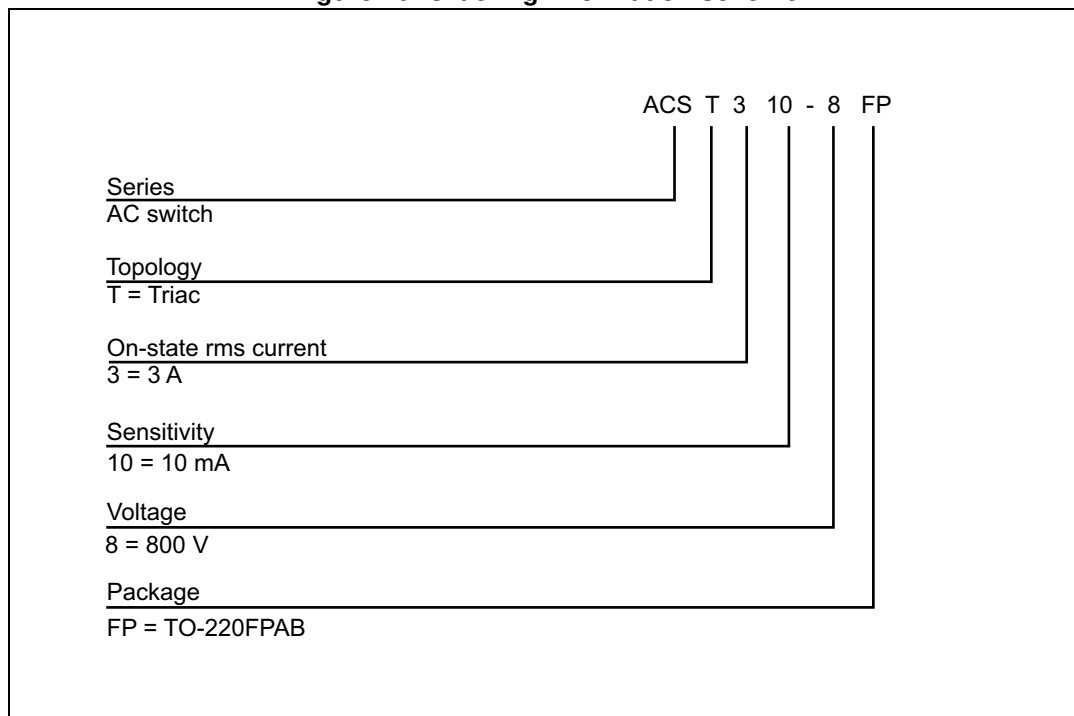 ACS T 3 10 - 8 FP
Series
AC switch
Topology
T = Triac
On-state rms current
3 = 3 A
Sensitivity
10 = 10 mA
Voltage
8 = 800 V
Package
FP = TO-220FPAB